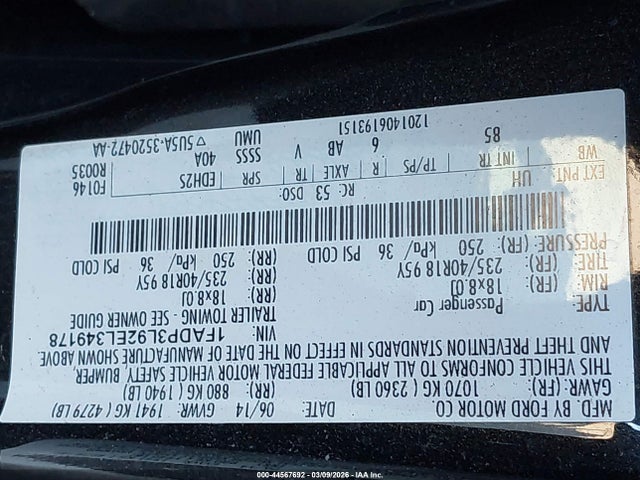 MFD. BY FORD MOTOR CO
DATE: 06/14 GVWR: 1941 KG ( 4279 LB)
GAWR: (FR): 1070 KG ( 2360 LB) (RR): 880 KG ( 1940 LB)
THIS VEHICLE CONFORMS TO ALL APPLICABLE FEDERAL MOTOR VEHICLE SAFETY, BUMPER,
AND THEFT PREVENTION STANDARDS IN EFFECT ON THE DATE OF MANUFACTURE SHOWN ABOVE.
VIN: 1FADP3L92EL349178
TYPE: Passenger Car TRAILER TOWING - SEE OWNER GUIDE
RIM: (FR): 18x8.0J (RR): 18x8.0J
TIRE: (FR): 235/40R18 95Y (RR): 235/40R18 95Y
PRESSURE: (FR): 250 kPa/ 36 PSI COLD (RR): 250 kPa/ 36 PSI COLD
EXT PNT: UH RC: 53 DSO:
WB INT TR TP/PS R AXLE TR SPR EDH2S F0146
85 6 AB V SSSS 40A R0035
1201406193151 UMU ▽5U5A-3520472-AA
000-44567692 - 03/09/2026 - IAA Inc.